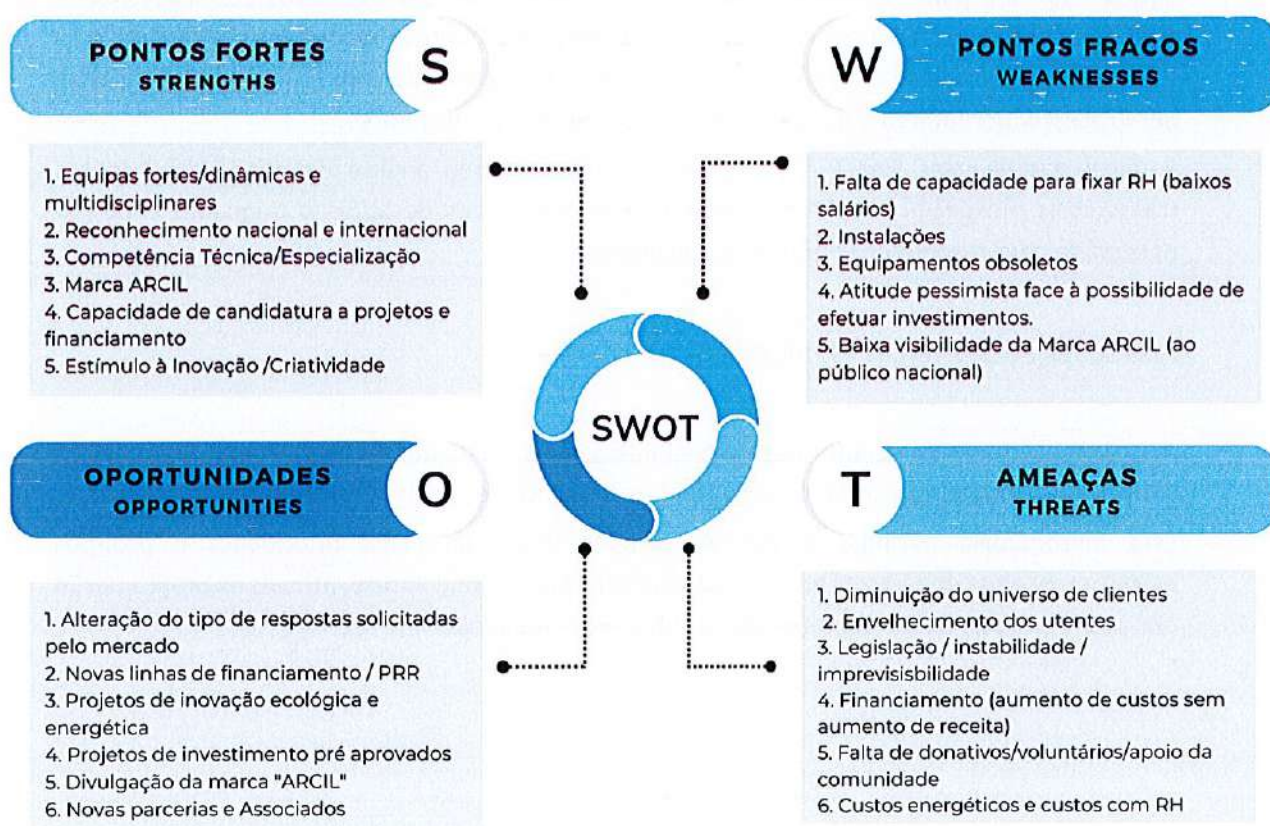 PONTOS FORTES
STRENGTHS
S
1. Equipas fortes/dinâmicas e
multidisciplinares
2. Reconhecimento nacional e internacional
3. Competência Técnica/Especialização
3. Marca ARCIL
4. Capacidade de candidatura a projetos e
financiamento
5. Estímulo à Inovação /Criatividade
W
PONTOS FRACOS
WEAKNESSES
1. Falta de capacidade para fixar RH (baixos
salários)
2. Instalações
3. Equipamentos obsoletos
4. Atitude pessimista face à possibilidade de
efetuar investimentos.
5. Baixa visibilidade da Marca ARCIL (ao
público nacional)
SWOT
OPORTUNIDADES
OPPORTUNITIES
O
1. Alteração do tipo de respostas solicitadas
pelo mercado
2. Novas linhas de financiamento / PRR
3. Projetos de inovação ecológica e
energética
4. Projetos de investimento pré aprovados
5. Divulgação da marca "ARCIL"
6. Novas parcerias e Associados
T
AMEAÇAS
THREATS
1. Diminuição do universo de clientes
2. Envelhecimento dos utentes
3. Legislação / instabilidade /
imprevisisbilidade
4. Financiamento (aumento de custos sem
aumento de receita)
5. Falta de donativos/voluntários/apoio da
comunidade
6. Custos energéticos e custos com RH